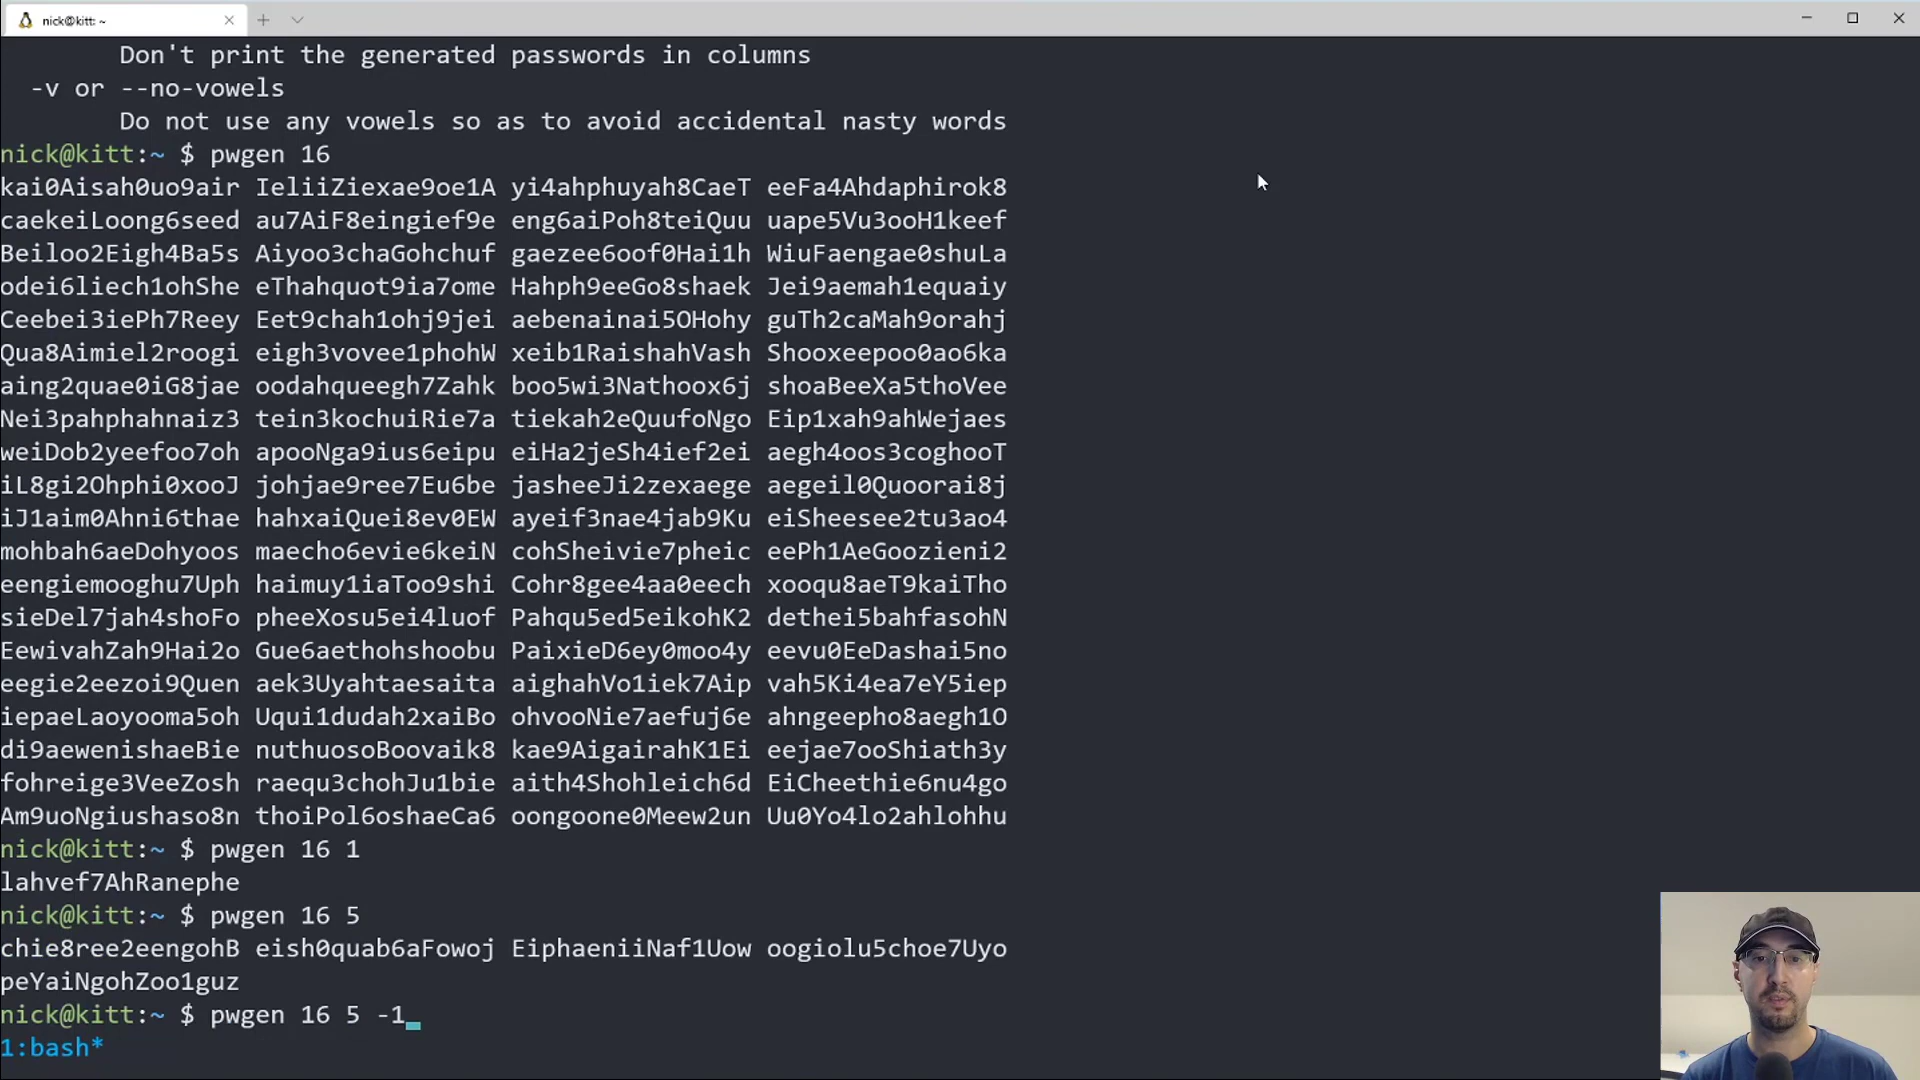 nick@kitt: ~
Don't print the generated passwords in columns
-v or --no-vowels
Do not use any vowels so as to avoid accidental nasty words
nick@kitt:~ $ pwgen 16
kai0Aisah0uo9air IeliiZiexae9oe1A yi4ahphuyah8CaeT eeFa4Ahdaphirok8
caekeiLoong6seed au7AiF8eingief9e eng6aiPoh8teiQuu uape5Vu3ooH1keef
Beiloo2Eigh4Ba5s Aiyoo3chaGohchuf gaezee6oof0Hai1h WiuFaengae0shuLa
odei6liech1ohShe eThahquot9ia7ome Hahph9eeGo8shaek Jei9aemah1equaiy
Ceebei3iePh7Reey Eet9chah1ohj9jei aebenainai5OHohy guTh2caMah9orahj
Qua8Aimiel2roogi eigh3vovee1phohW xeib1RaishahVash Shooxeepoo0ao6ka
aing2quae0iG8jae oodahqueegh7Zahk boo5wi3Nathoox6j shoaBeeXa5thoVee
Nei3pahphahnaiz3 tein3kochuiRie7a tiekah2eQuufoNgo Eip1xah9ahWejaes
weiDob2yeefoo7oh apooNga9ius6eipu eiHa2jeSh4ief2ei aegh4oos3coghooT
iL8gi2Ohphi0xooJ johjae9ree7Eu6be jasheeJi2zexaege aegeil0Quoorai8j
iJ1aim0Ahni6thae hahxaiQuei8ev0EW ayeif3nae4jab9Ku eiSheesee2tu3ao4
mohbah6aeDohyoos maecho6evie6keiN cohSheivie7pheic eePh1AeGoozieni2
eengiemooghu7Uph haimuy1iaToo9shi Cohr8gee4aa0eech xooqu8aeT9kaiTho
sieDel7jah4shoFo pheeXosu5ei4luof Pahqu5ed5eikohK2 dethei5bahfasohN
EewivahZah9Hai2o Gue6aethohshoobu PaixieD6ey0moo4y eevu0EeDashai5no
eegie2eezoi9Quen aek3Uyahtaesaita aighahVo1iek7Aip vah5Ki4ea7eY5iep
iepaeLaoyooma5oh Uqui1dudah2xaiBo ohvooNie7aefuj6e ahngeepho8aegh1O
di9aewenishaeBie nuthuosoBoovaik8 kae9AigairahK1Ei eejae7ooShiath3y
fohreige3VeeZosh raequ3chohJu1bie aith4Shohleich6d EiCheethie6nu4go
Am9uoNgiushaso8n thoiPol6oshaeCa6 oongoone0Meew2un Uu0Yo4lo2ahlohhu
nick@kitt:~ $ pwgen 16 1
lahvef7AhRanephe
nick@kitt:~ $ pwgen 16 5
chie8ree2eengohB eish0quab6aFowoj EiphaeniiNaf1Uow oogiolu5choe7Uyo
peYaiNgohZoo1guz
nick@kitt:~ $ pwgen 16 5 -1
1:bash*